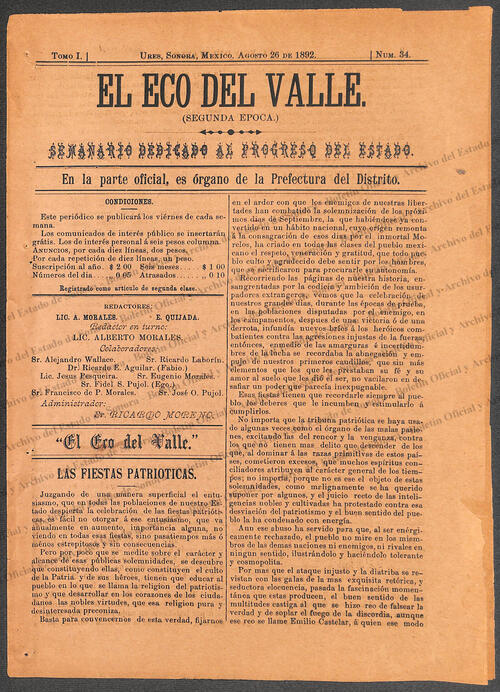 TOMO I.
URES, SONORA, MEXICO, AGOSTO 26 DE 1892.
NUM. 34.
EL ECO DEL VALLE.
(SEGUNDA EPOCA.)
SEMANARIO DEDICADO AL PROGRESO DEL ESTADO.
En la parte oficial, es órgano de la Prefectura del Distrito.
CONDICIONES.
Este periódico se publicará los viérnes de cada semana.
Los comunicados de interés público se insertarán
grátis. Los de interés personal á seis pesos columna.
ANUNCIOS, por cada diez líneas, dos pesos.
Por cada repetición de diez líneas, un peso.
Suscrición al año. $ 2 00 Seis meses $ 1 00
Números del dia 0 05 Atrasados 0 10
Registrado como artículo de segunda clase.
REDACTORES:
LIC. A. MORALES. - E. QUIJADA.
Redactor en turno:
LIC. ALBERTO MORALES.
Colaboradores:
Sr. Alejandro Wallace. Sr. Ricardo Laborín.
Dr. Ricardo E. Aguilar. (Fabio.)
Lic. Jesus Ezqueira. Sr. Eugenio Morales.
Sr. Fidel S. Pujol. (Ego.)
Sr. Francisco de P. Morales. Sr. José O. Pujol.
Administrador:
Sr. RICARDO MORENO.
"El Eco del Valle."
LAS FIESTAS PATRIOTICAS.
Juzgando de una manera superficial el entusiasmo,
que en todas las poblaciones de nuestro Estado
despierta la celebración de las fiestas patrióticas,
es fácil no otorgar á ese entusiasmo, que va
anualmente en aumento, importancia alguna, no
viendo en todas esas fiestas, sino pasatiempos más ó
ménos estrepitosos y sin consecuencias.
Pero por poco que se medite sobre el carácter y
alcance de esas públicas solemnidades, se descubre
que constituyendo ellas, como constituyen el culto
de la Patria y de sus héroes, tienen que educar al
pueblo en lo que se llama la religion del patriotismo
y que desarrollar en los corazones de los ciudadanos
las nobles virtudes, que esa religion pura y
desinteresada preconiza.
Basta para convencernos de esta verdad, fijarnos
en el ardor con que los enemigos de nuestras libertades
han combatido la solemnización de los próximos
dias de Septiembre, la que habiéndose ya convertido
en un hábito nacional, cuyo orígen remonta
á la consagración de esos dias por el inmortal Morelos,
ha creado en todas las clases del pueblo mexicano
el respeto, veneración y gratitud, que todo pueblo
culto y agradecido debe sentir por los hombres,
que se sacrificaron para procurarle su autonomía.
Recorriendo las páginas de nuestra historia, ensangrentadas
por la codicia y ambición de los usurpadores
extranjeros, vemos que la celebración de
nuestros grandes dias, durante las épocas de prueba,
en las poblaciones disputadas por el enemigo, en
los campamentos, despues de una victoria ó de una
derrota, infundía nuevos bríos á los heróicos combatientes
contra las agresiones injustas de la fuerza;
entónces, enmedio de las amarguras é incertidumbres
de la lucha se recordaba la abnegación y empuje
de nuestros primeros caudillos, que sin más
elementos que los que les prestaban su fé y su
amor al suelo que les dió el ser, no vacilaron en desafiar
un poder que parecía inexpugnable.
Esas fiestas tienen que recordarle siempre al pueblo,
los deberes que le incumben y estimularlo á
cumplirlos.
No importa que la tribuna patriótica se haya usado
algunas veces como el órgano de las malas pasiones,
excitando las del rencor y la venganza, contra
los que no tienen mas delito que descender de los
que, al dominar á las razas primitivas de estos países,
cometieron excesos, que muchos espíritus conciliadores
atribuyen al carácter general de los tiempos;
no importa, porque no es ese el objeto de estas
solemnidades, como malignamente se ha querido
suponer por algunos, y el juicio recto de las inteligencias
nobles y cultivadas ha protestado contra esa
desviación del patriotismo y el buen sentido del pueblo
la ha condenado con energía.
Aun ese abuso ha servido para que, al ser enérgicamente
rechazado, el pueblo no mire en los miembros
de las demas naciones ni enemigos, ni rivales en
ningun sentido, ilustrándolo y haciéndolo tolerante
y cosmopolita.
Por mas que el ataque injusto y la diatriba se revistan
con las galas de la mas exquisita retórica, y
seductora elocuencia, pasada la fascinación momentánea
que estas producen, el buen sentido de las
multitudes castiga al que se hizo reo de falsear la
verdad y de soplar el fuego de la discordia, aunque
ese reo se llame Emilio Castelar, á quien ese modo
Boletín Oficial y Archivo del Estado